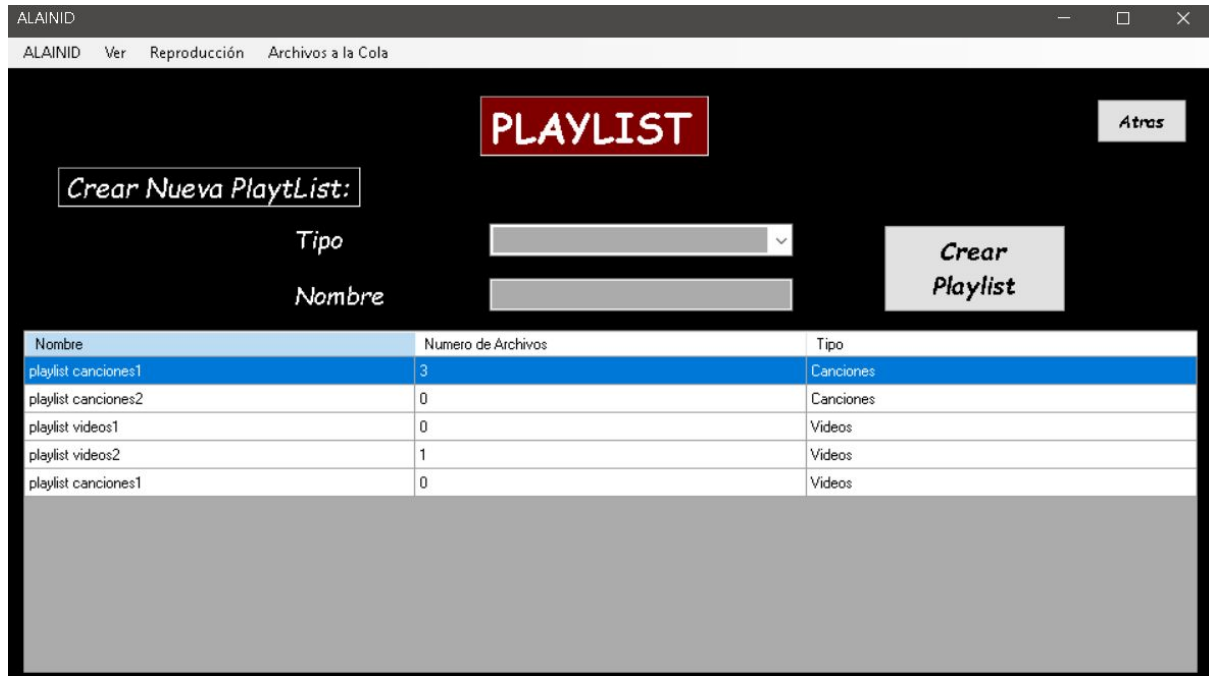 ALAINID
ALAINID Ver Reproducción Archivos a la Cola
PLAYLIST
Atras
Crear Nueva PlaytList:
Tipo
Crear
Playlist
Nombre
Nombre Numero de Archivos Tipo
playlist canciones1 3 Canciones
playlist canciones2 0 Canciones
playlist videos1 0 Videos
playlist videos2 1 Videos
playlist canciones1 0 Videos